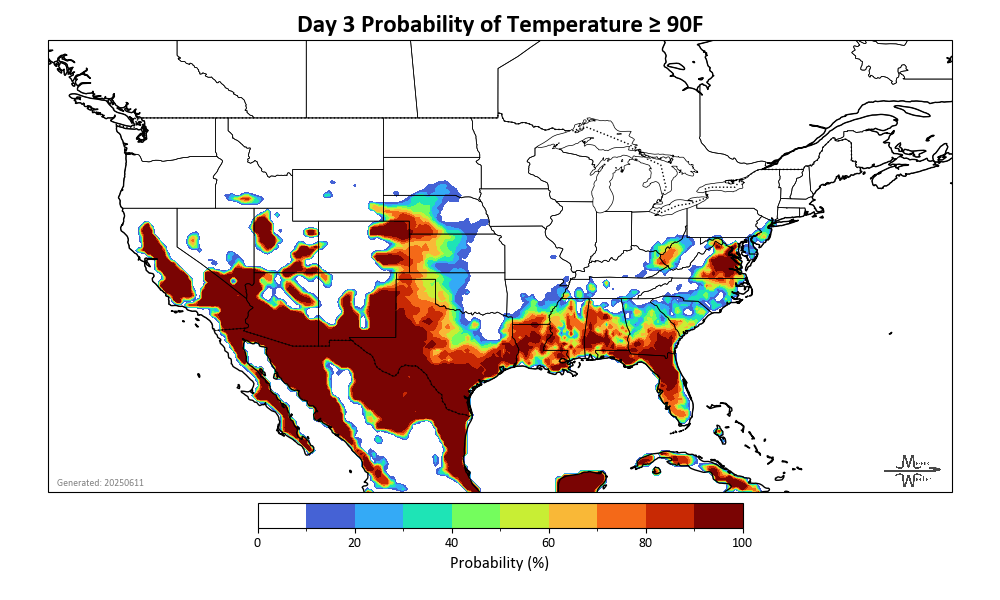 Day 3 Probability of Temperature ≥ 90F
Generated: 20250611
0 20 40 60 80 100
Probability (%)